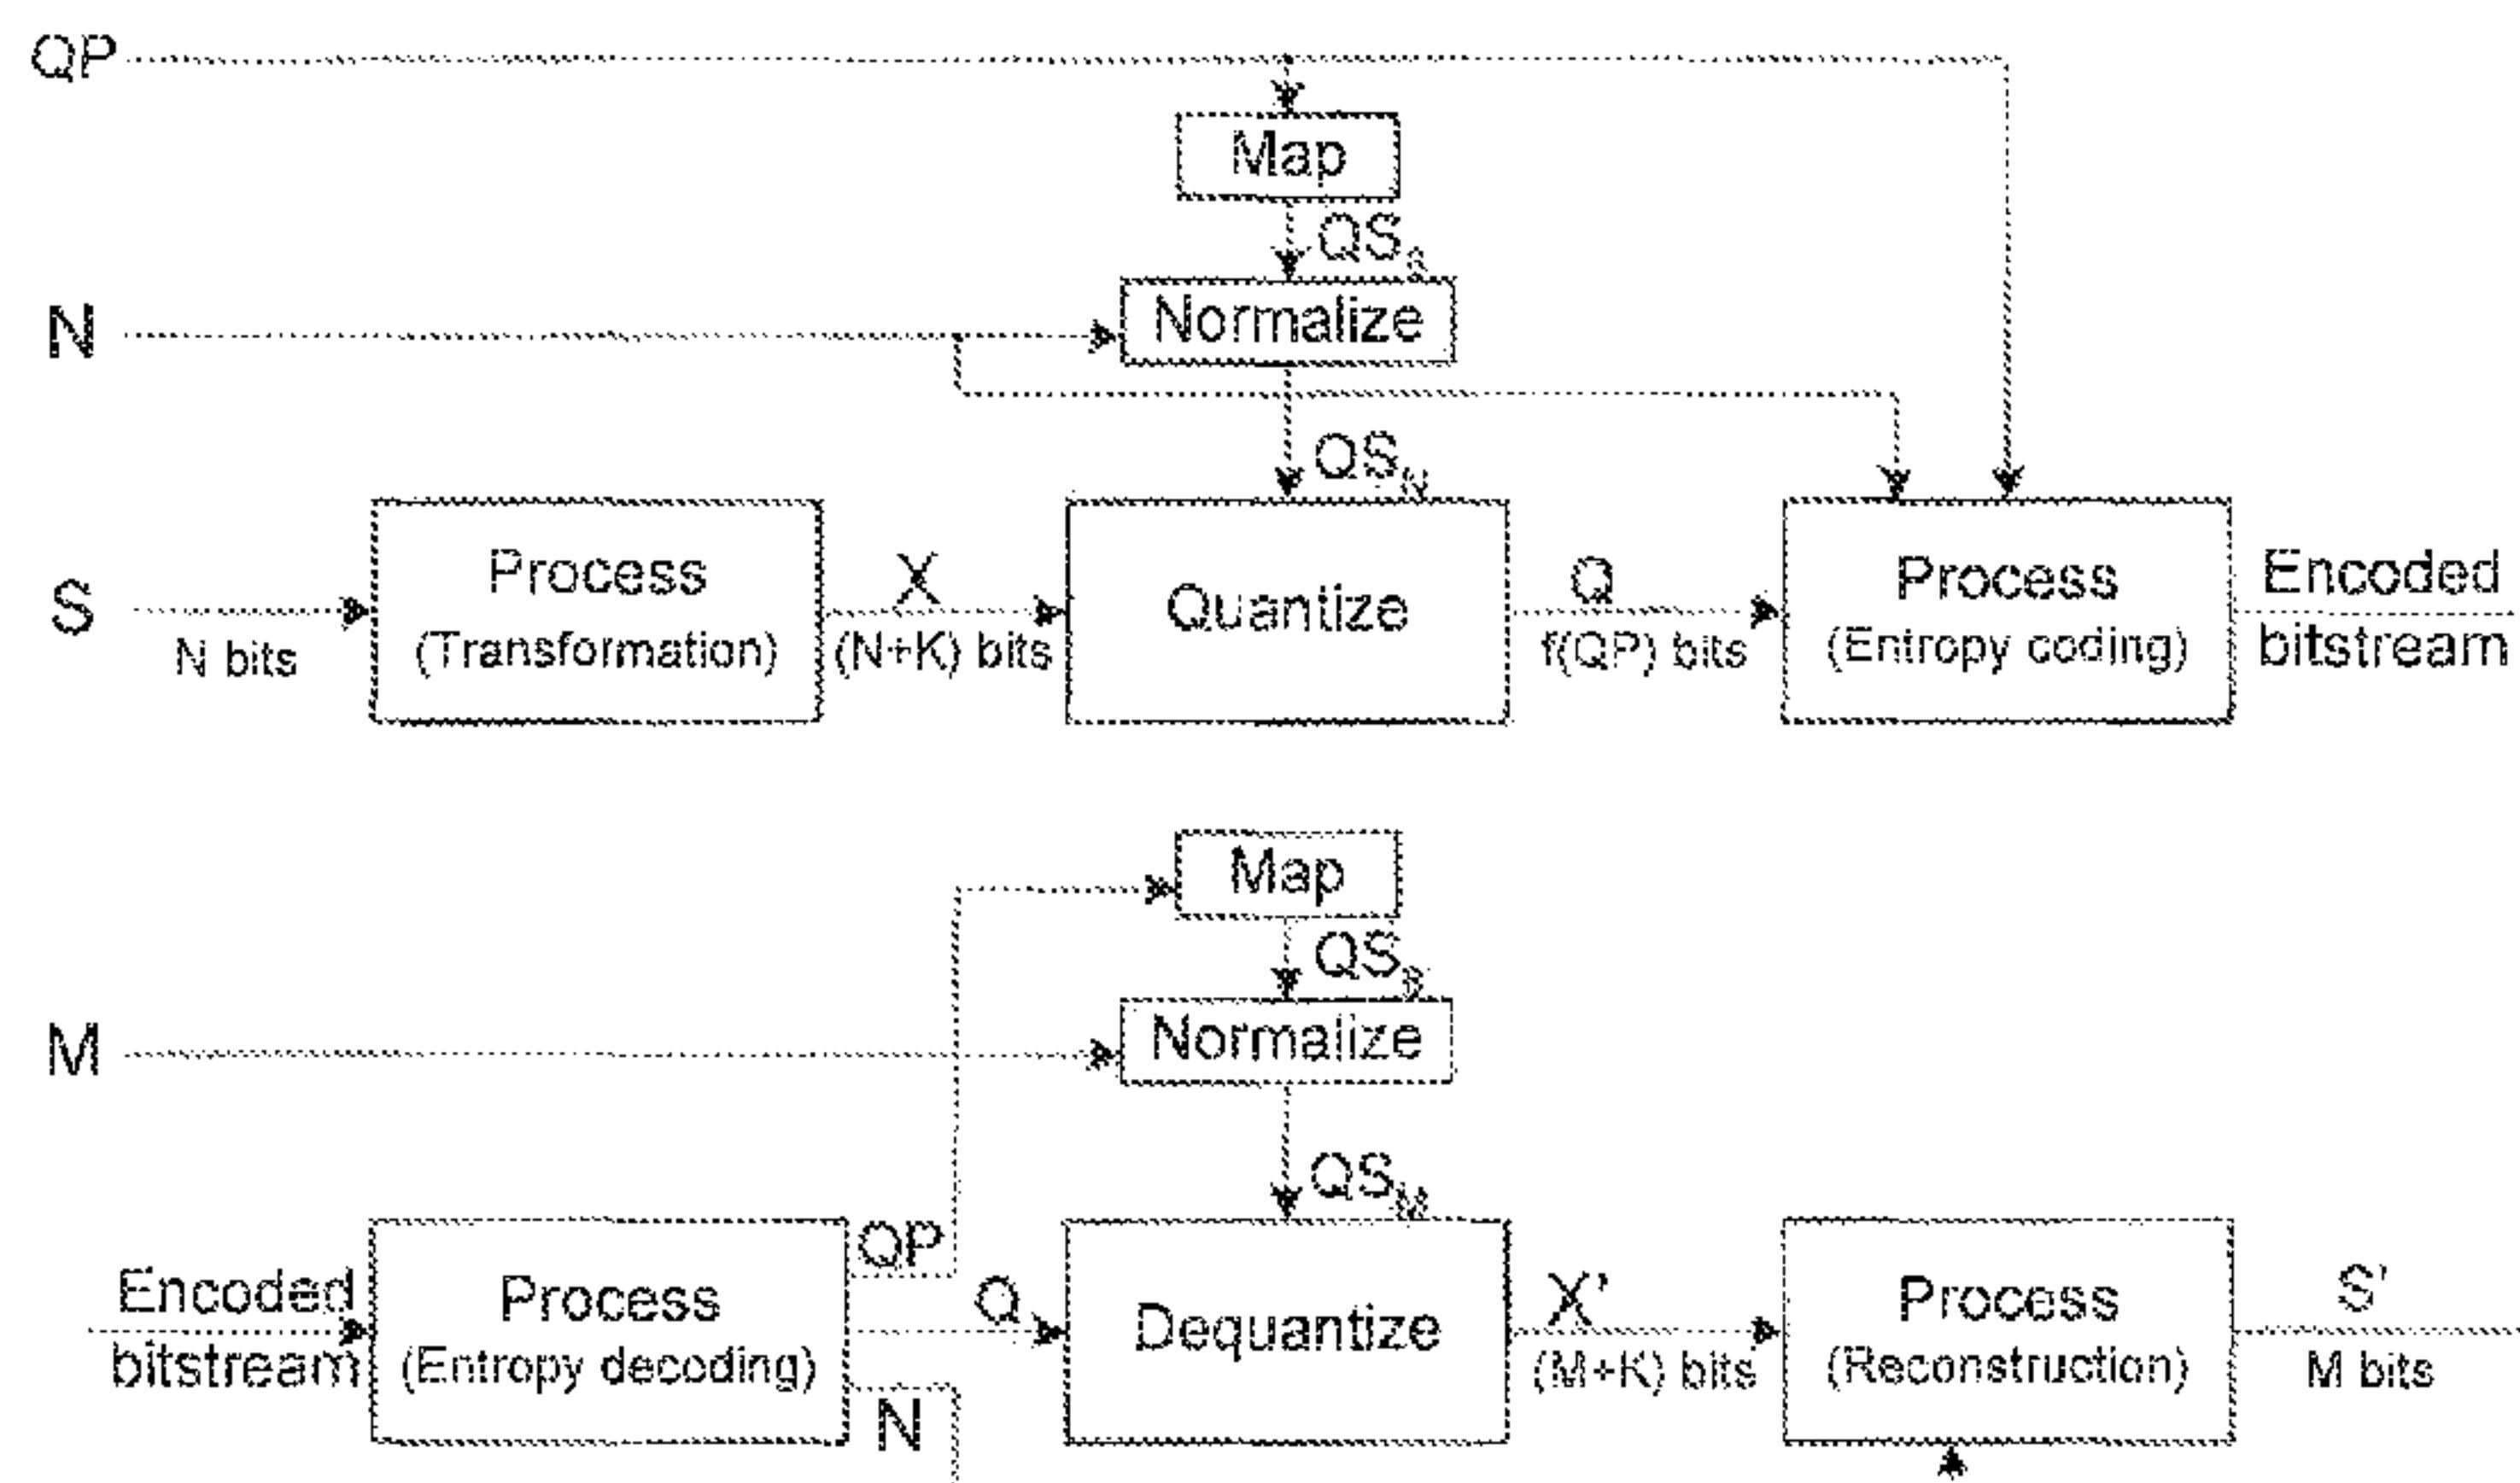 QP
Map
QS
N
Normalize
QS N
S
N bits
Process
(Transformation)
X
(N+K) bits
Quantize
Q
f(QP) bits
Process
(Entropy coding)
Encoded
bitstream
Map
QS
M
Normalize
QS M
Encoded
bitstream
Process
(Entropy decoding)
QP
Q
N
Dequantize
X'
(M+K) bits
Process
(Reconstruction)
S'
M bits